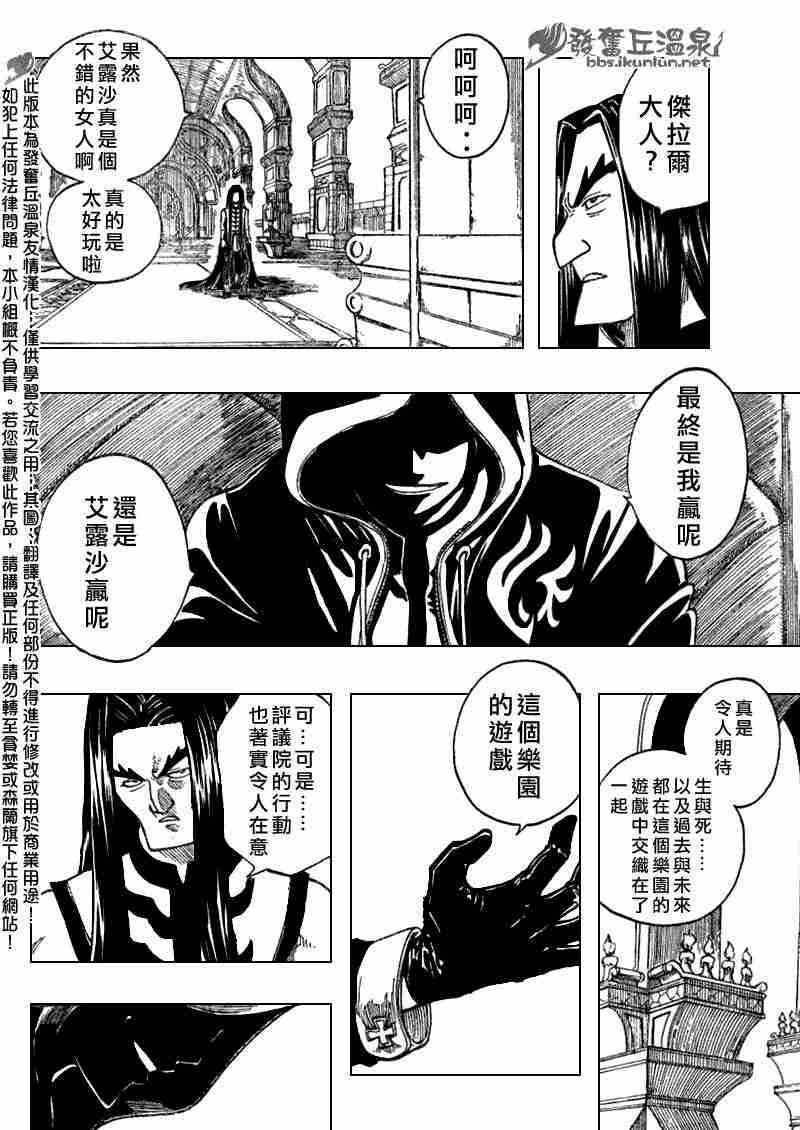 發奮丘溫泉
bbs.ikunlun.net
傑拉爾
大人？
呵呵呵..
果然
艾露沙真是個
不錯的女人啊
真的是
太好玩啦
最終是我贏呢
還是
艾露沙贏呢
真是
令人期待
生與死……
以及過去與未來
都在這個樂園的
遊戲中交織在了
一起
這個樂園
的遊戲
可…可是……
評議院的行動
也著實令人在意
此版本為發奮丘溫泉友情漢化；僅供學習交流之用；其圖；翻譯及任何部份不得進行修改或用於商業用途！
如犯上任何法律問題，本小組概不負責。若您喜歡此作品，請購買正版！請勿轉至貪婪或森蘭旗下任何網站！